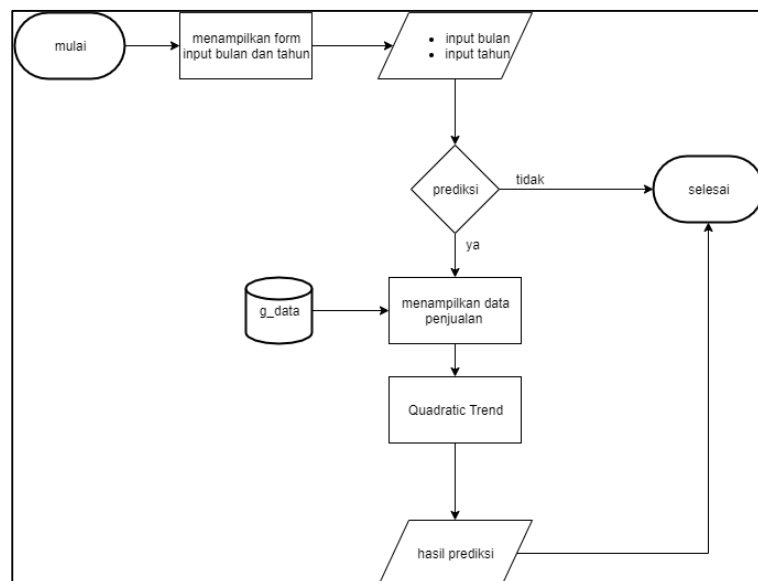 mulai
menampilkan form
input bulan dan tahun
• input bulan
• input tahun
prediksi
tidak
selesai
ya
g_data
menampilkan data
penjualan
Quadratic Trend
hasil prediksi